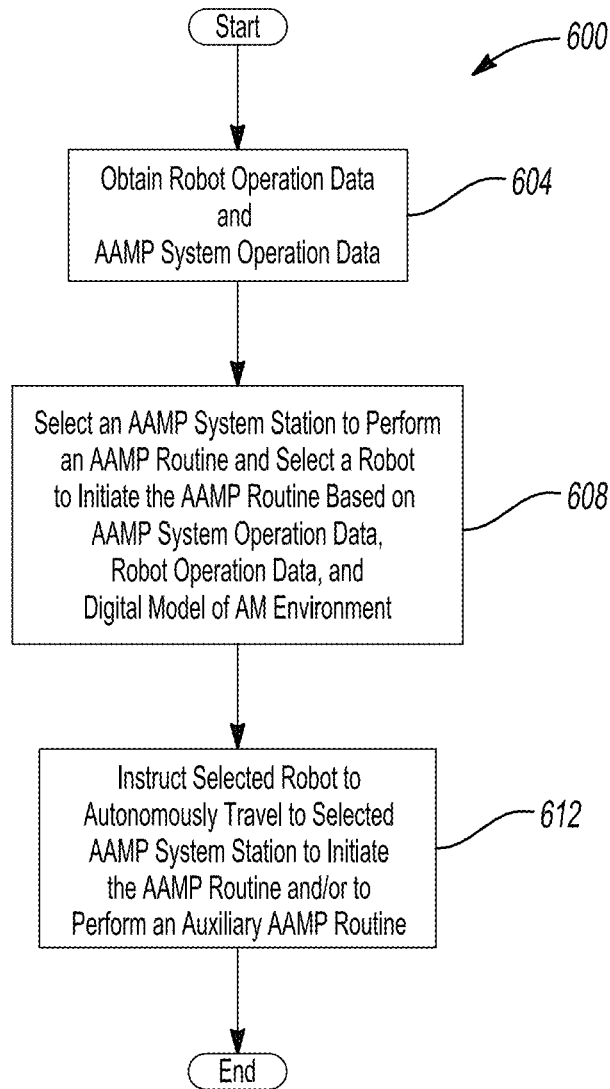 Start
600
Obtain Robot Operation Data
and
AAMP System Operation Data
604
Select an AAMP System Station to Perform
an AAMP Routine and Select a Robot
to Initiate the AAMP Routine Based on
AAMP System Operation Data,
Robot Operation Data, and
Digital Model of AM Environment
608
Instruct Selected Robot to
Autonomously Travel to Selected
AAMP System Station to Initiate
the AAMP Routine and/or to
Perform an Auxiliary AAMP Routine
612
End